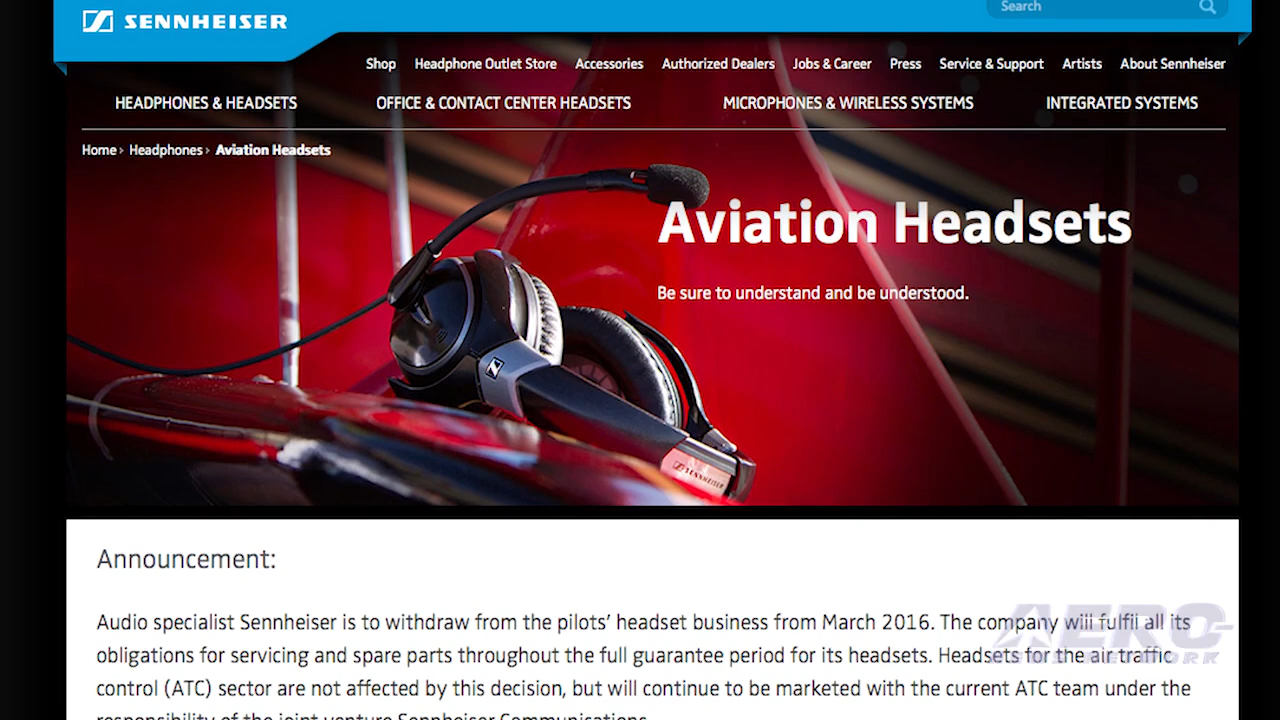 SENNHEISER
Search
Shop Headphone Outlet Store Accessories Authorized Dealers Jobs & Career Press Service & Support Artists About Sennheiser
HEADPHONES & HEADSETS OFFICE & CONTACT CENTER HEADSETS MICROPHONES & WIRELESS SYSTEMS INTEGRATED SYSTEMS
Home › Headphones › Aviation Headsets
Aviation Headsets
Be sure to understand and be understood.
SENNHEISER
Announcement:
Audio specialist Sennheiser is to withdraw from the pilots’ headset business from March 2016. The company will fulfil all its
obligations for servicing and spare parts throughout the full guarantee period for its headsets. Headsets for the air traffic
control (ATC) sector are not affected by this decision, but will continue to be marketed with the current ATC team under the
responsibility of the joint venture Sennheiser Communications.
AERO-
NEWS NETWORK